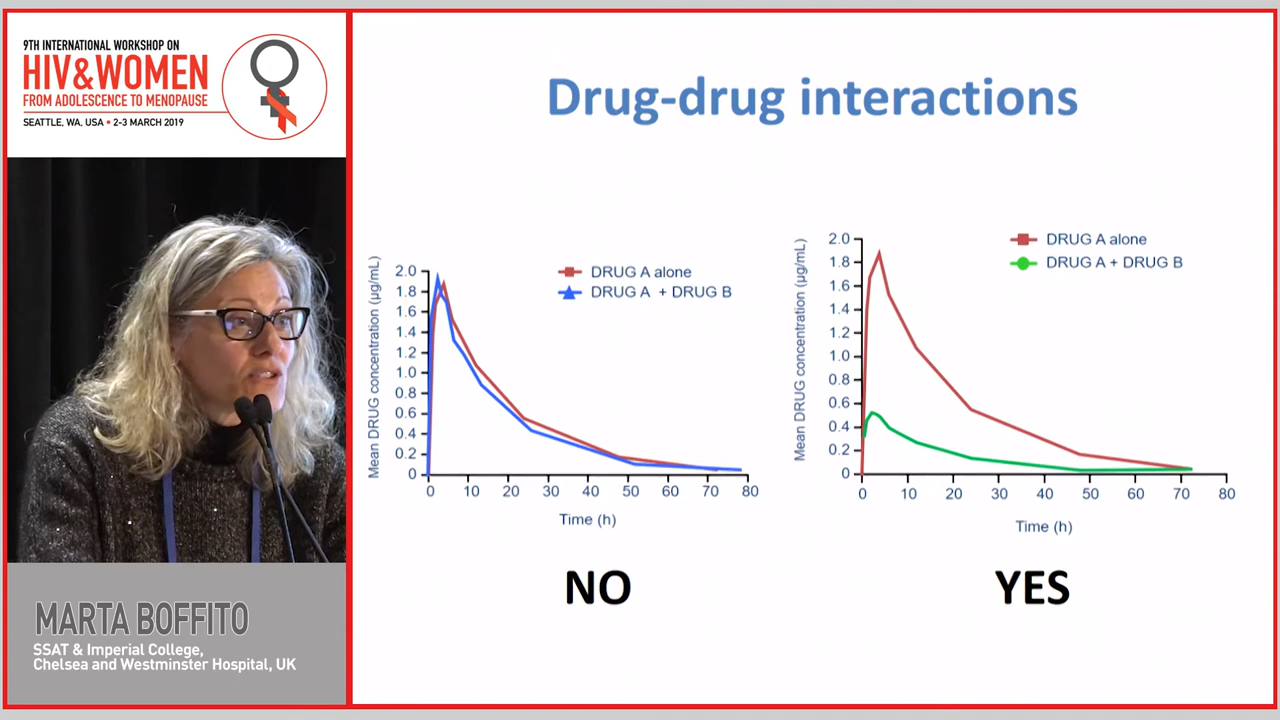 9TH INTERNATIONAL WORKSHOP ON
HIV&WOMEN
FROM ADOLESCENCE TO MENOPAUSE
SEATTLE, WA, USA • 2-3 MARCH 2019
MARTA BOFFITO
SSAT & Imperial College,
Chelsea and Westminster Hospital, UK
Drug-drug interactions
Mean DRUG concentration (µg/mL)
2.0
1.8
1.6
1.4
1.2
1.0
0.8
0.6
0.4
0.2
0
0 10 20 30 40 50 60 70 80
Time (h)
DRUG A alone
DRUG A + DRUG B
NO
Mean DRUG concentration (µg/mL)
2.0
1.8
1.6
1.4
1.2
1.0
0.8
0.6
0.4
0.2
0
0 10 20 30 40 50 60 70 80
Time (h)
DRUG A alone
DRUG A + DRUG B
YES